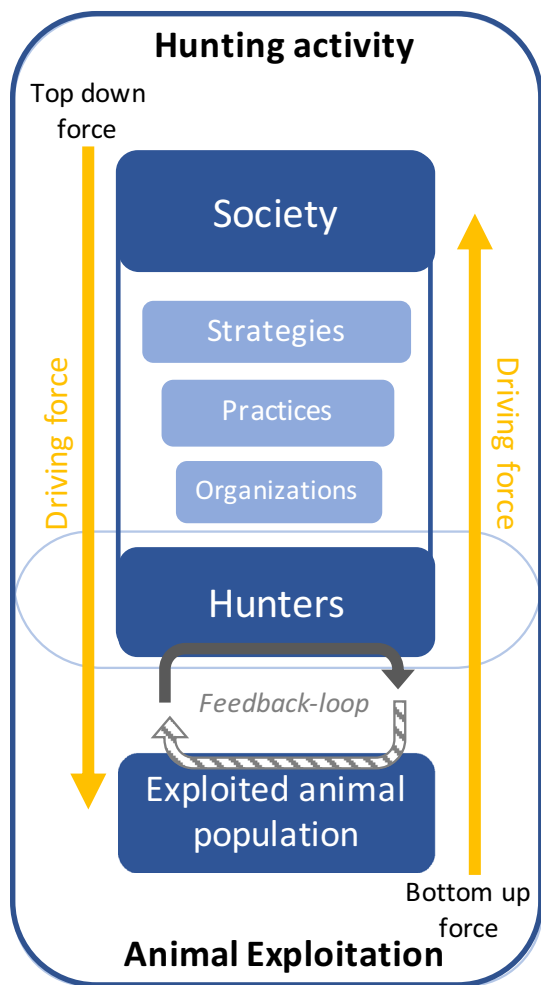 Hunting activity
Top down
force
Society
Strategies
Practices
Organizations
Driving force
Driving force
Hunters
Feedback-loop
Exploited animal
population
Bottom up
force
Animal Exploitation